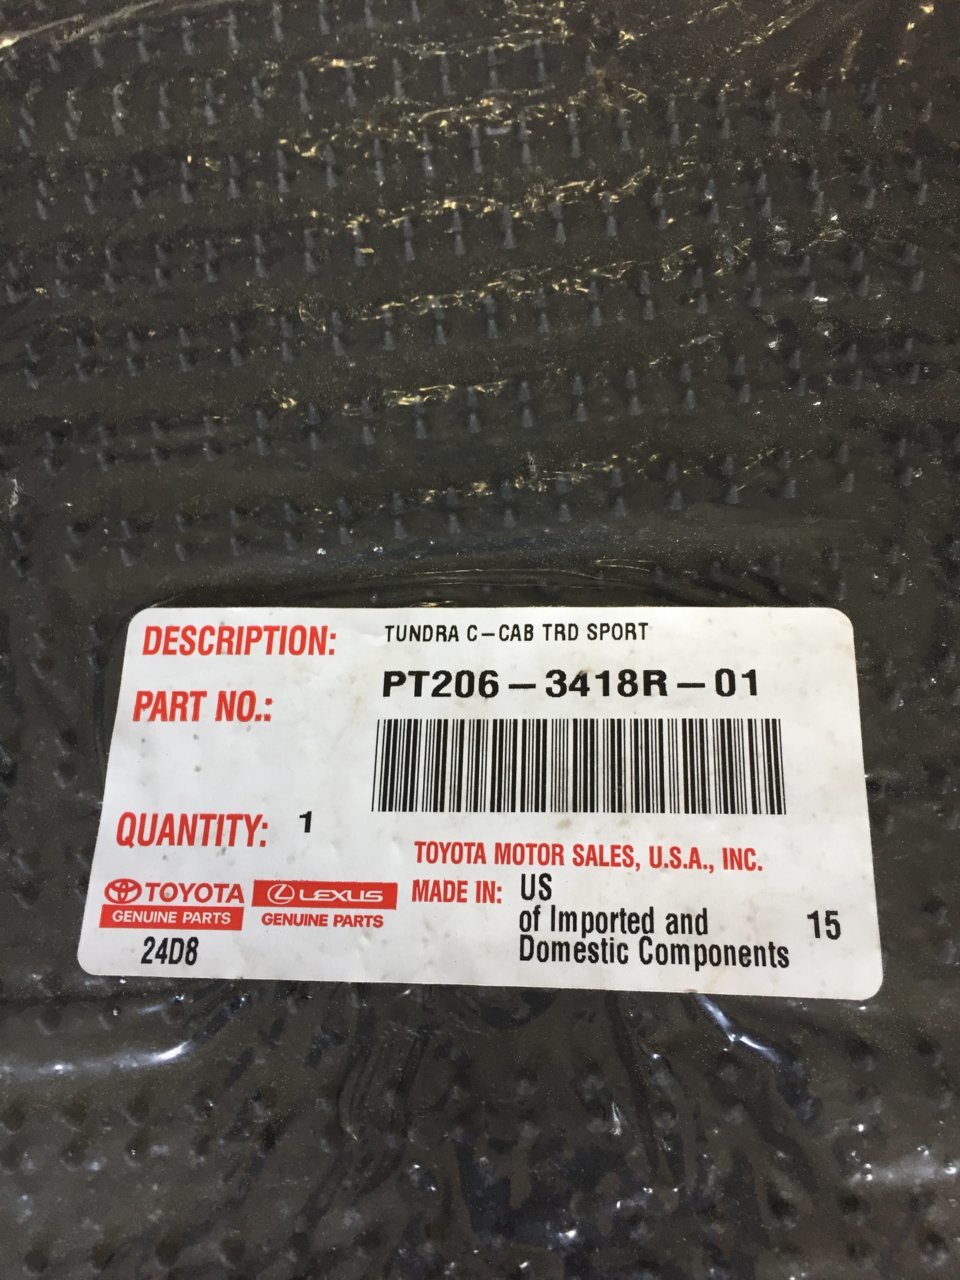 DESCRIPTION: TUNDRA C-CAB TRD SPORT
PART NO.: PT206-3418R-01
QUANTITY: 1
TOYOTA MOTOR SALES, U.S.A., INC.
TOYOTA
GENUINE PARTS
LEXUS
GENUINE PARTS
MADE IN: US
of Imported and
Domestic Components
15
24D8